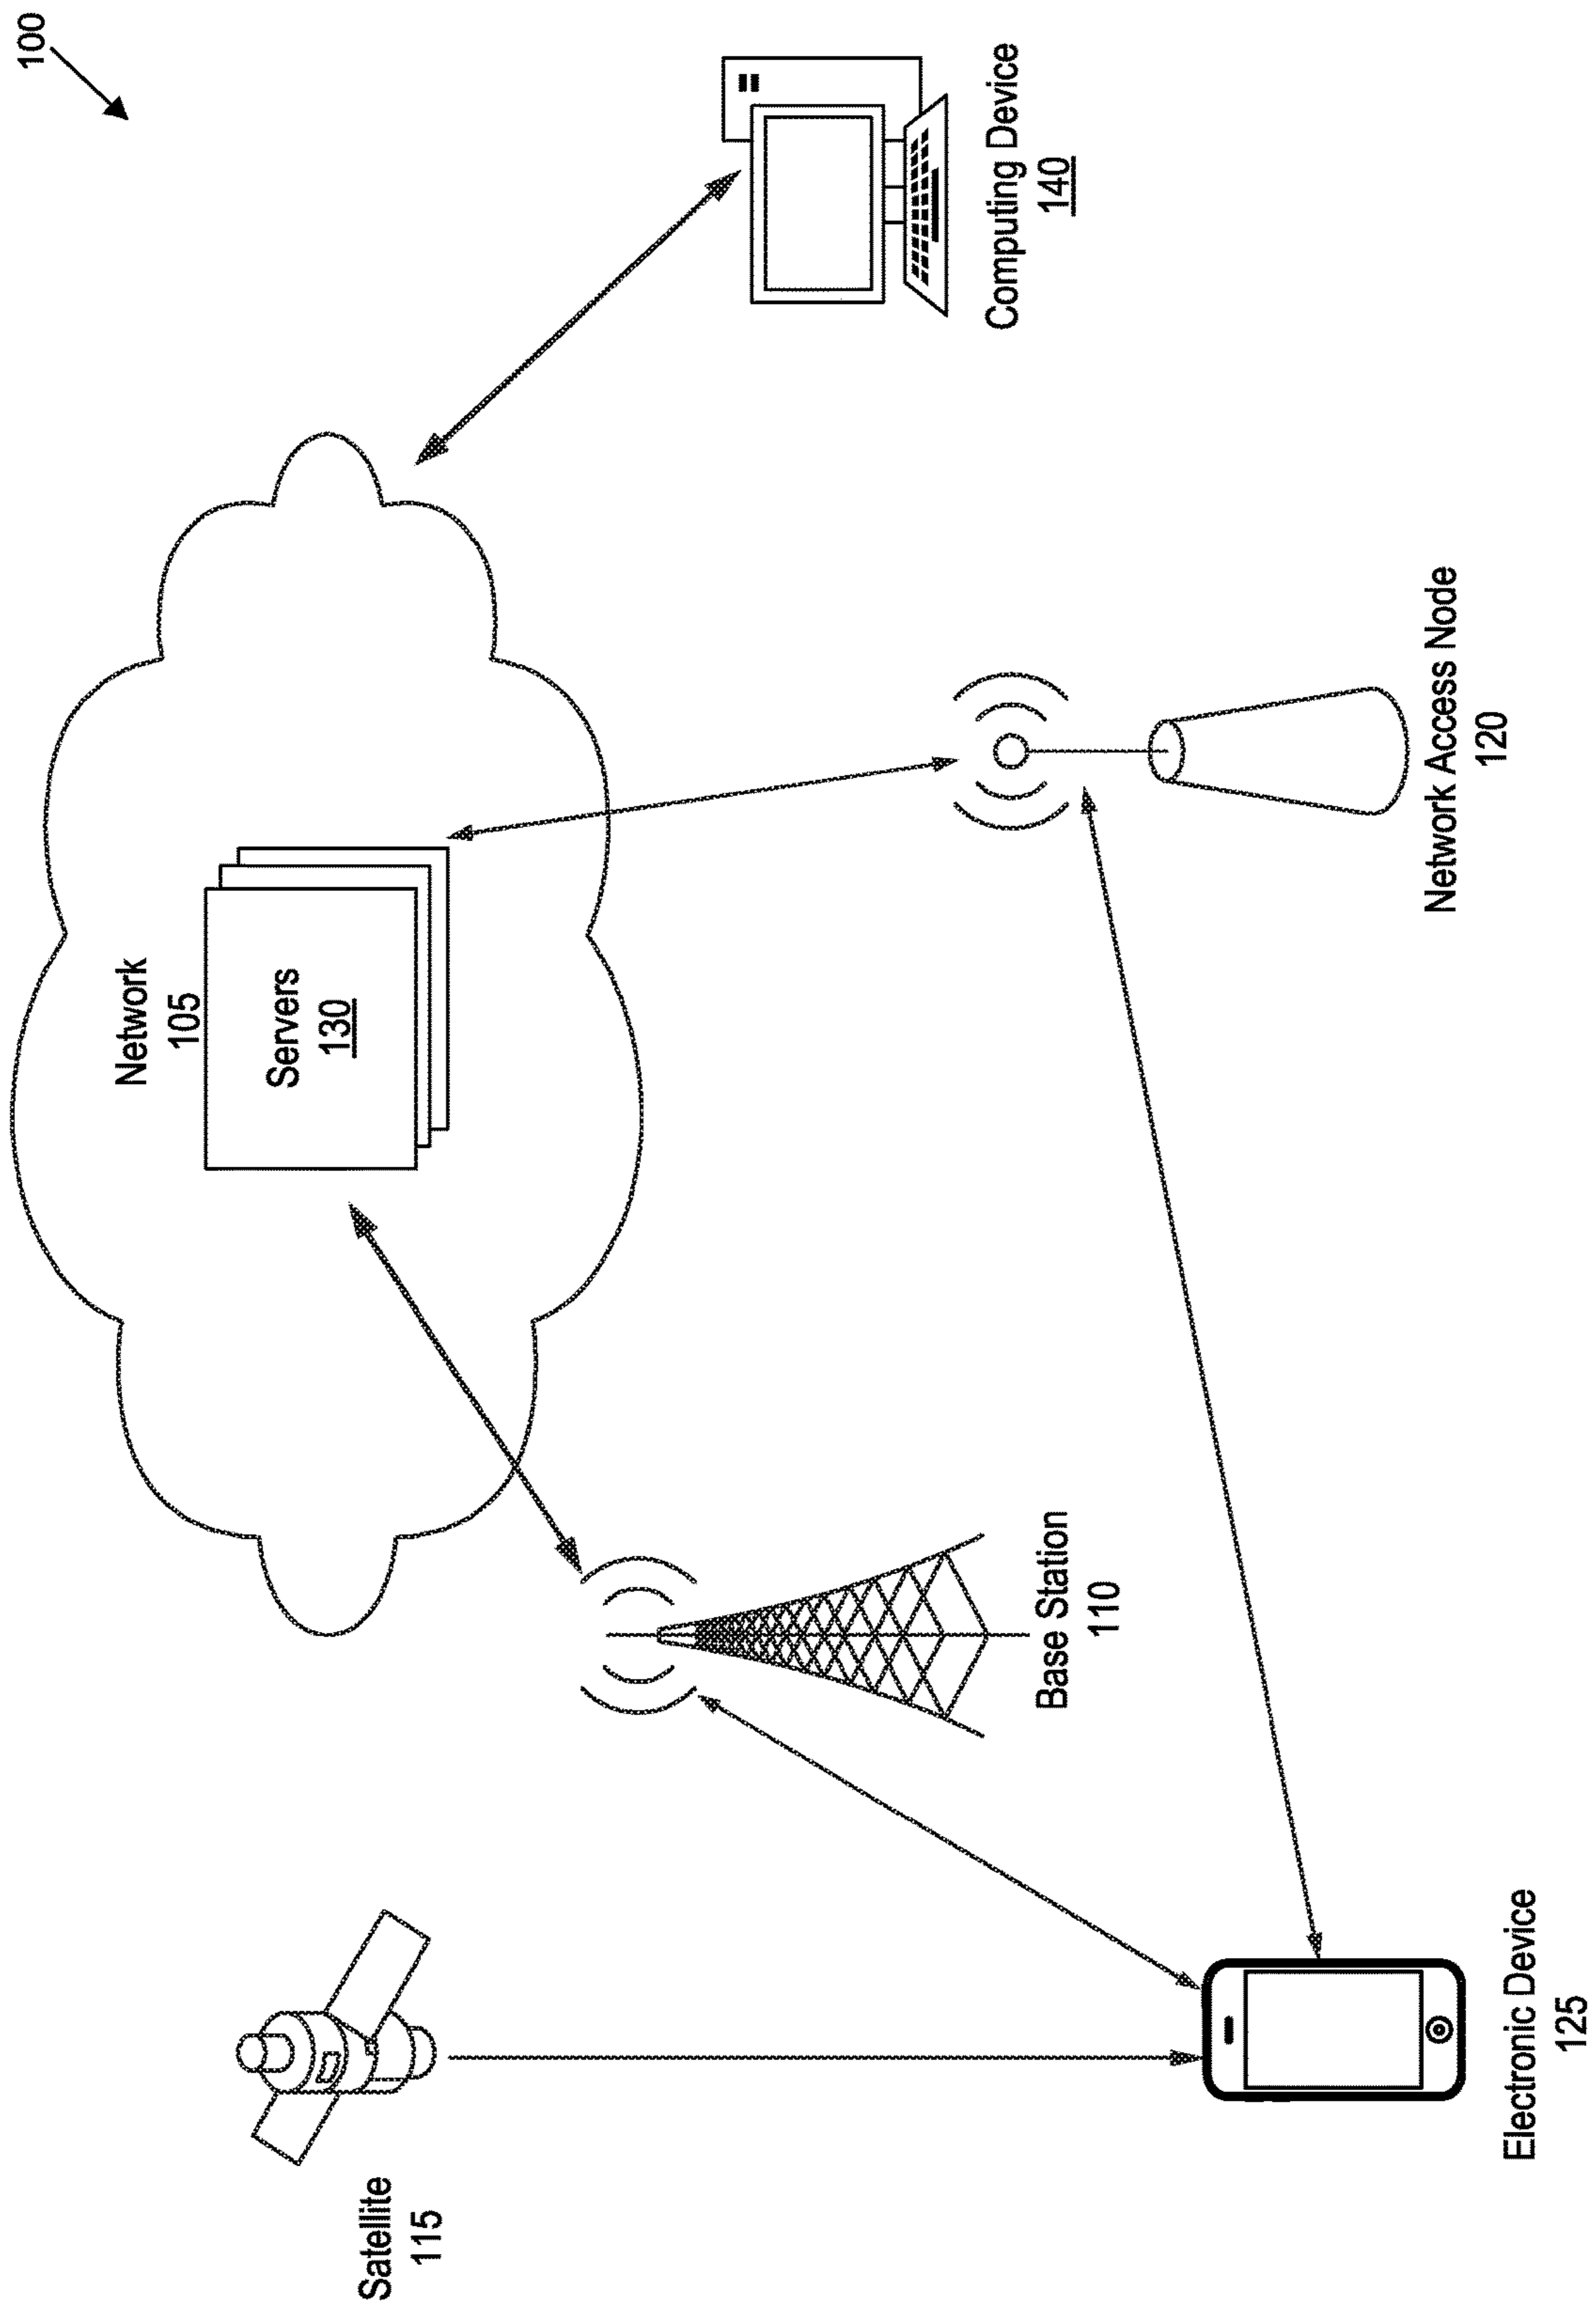 100
Network
105
Servers
130
Satellite
115
Base Station
110
Computing Device
140
Network Access Node
120
Electronic Device
125